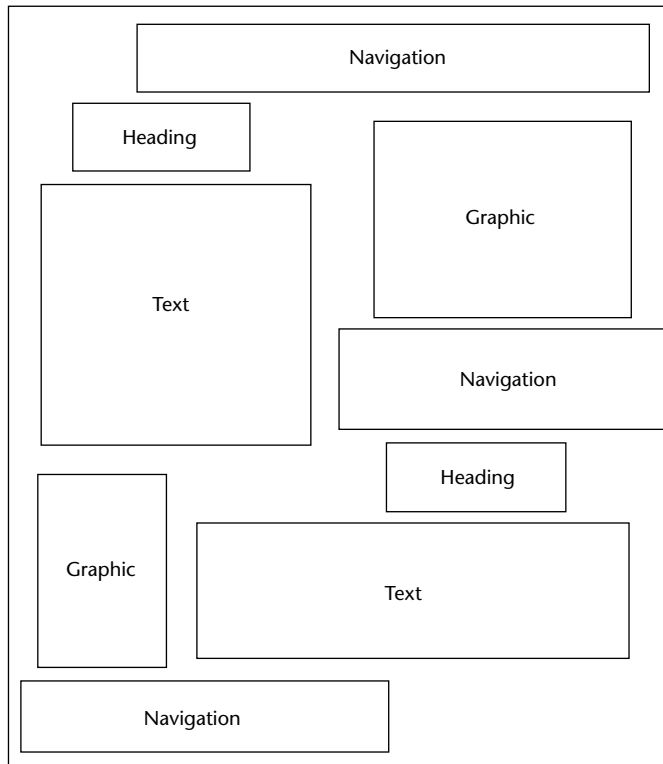 Navigation
Heading
Graphic
Text
Navigation
Heading
Graphic
Text
Navigation